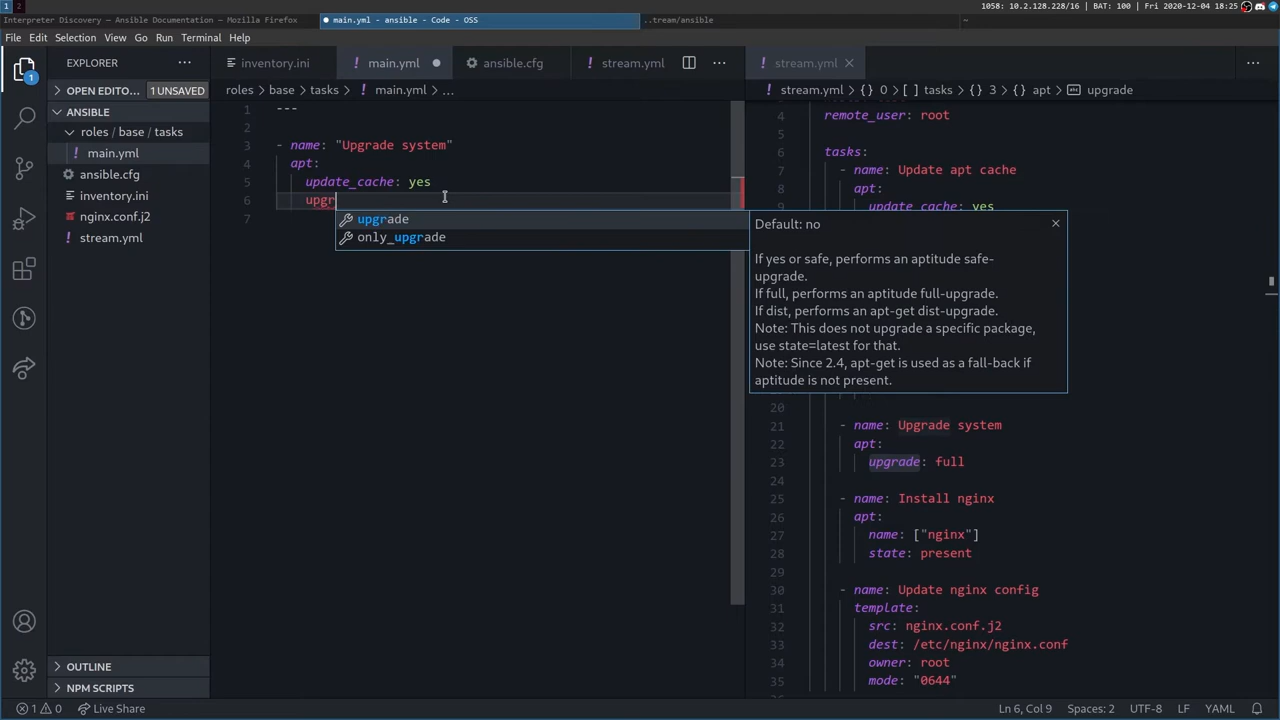 1 2 1058: 10.2.128.228/16 | BAT: 100 | Fri 2020-12-04 18:25
Interpreter Discovery — Ansible Documentation - Mozilla Firefox
main.yml - ansible - Code - OSS
..tream/ansible
~
File Edit Selection View Go Run Terminal Help
1
EXPLORER
OPEN EDITO... 1 UNSAVED
ANSIBLE
roles / base / tasks
! main.yml
ansible.cfg
inventory.ini
nginx.conf.j2
! stream.yml
OUTLINE
NPM SCRIPTS
inventory.ini
! main.yml
ansible.cfg
! stream.yml
roles > base > tasks > ! main.yml > ...
1 ---
2
3 - name: "Upgrade system"
4 apt:
5 update_cache: yes
6 upgr
7
upgrade
only_upgrade
Default: no
If yes or safe, performs an aptitude safe-
upgrade.
If full, performs an aptitude full-upgrade.
If dist, performs an apt-get dist-upgrade.
Note: This does not upgrade a specific package,
use state=latest for that.
Note: Since 2.4, apt-get is used as a fall-back if
aptitude is not present.
! stream.yml
! stream.yml > {} 0 > [ ] tasks > {} 3 > {} apt > upgrade
4 remote_user: root
5
6 tasks:
7 - name: Update apt cache
8 apt:
9 update_cache: yes
20
21 - name: Upgrade system
22 apt:
23 upgrade: full
24
25 - name: Install nginx
26 apt:
27 name: ["nginx"]
28 state: present
29
30 - name: Update nginx config
31 template:
32 src: nginx.conf.j2
33 dest: /etc/nginx/nginx.conf
34 owner: root
35 mode: "0644"
1 0 Live Share
Ln 6, Col 9 Spaces: 2 UTF-8 LF YAML